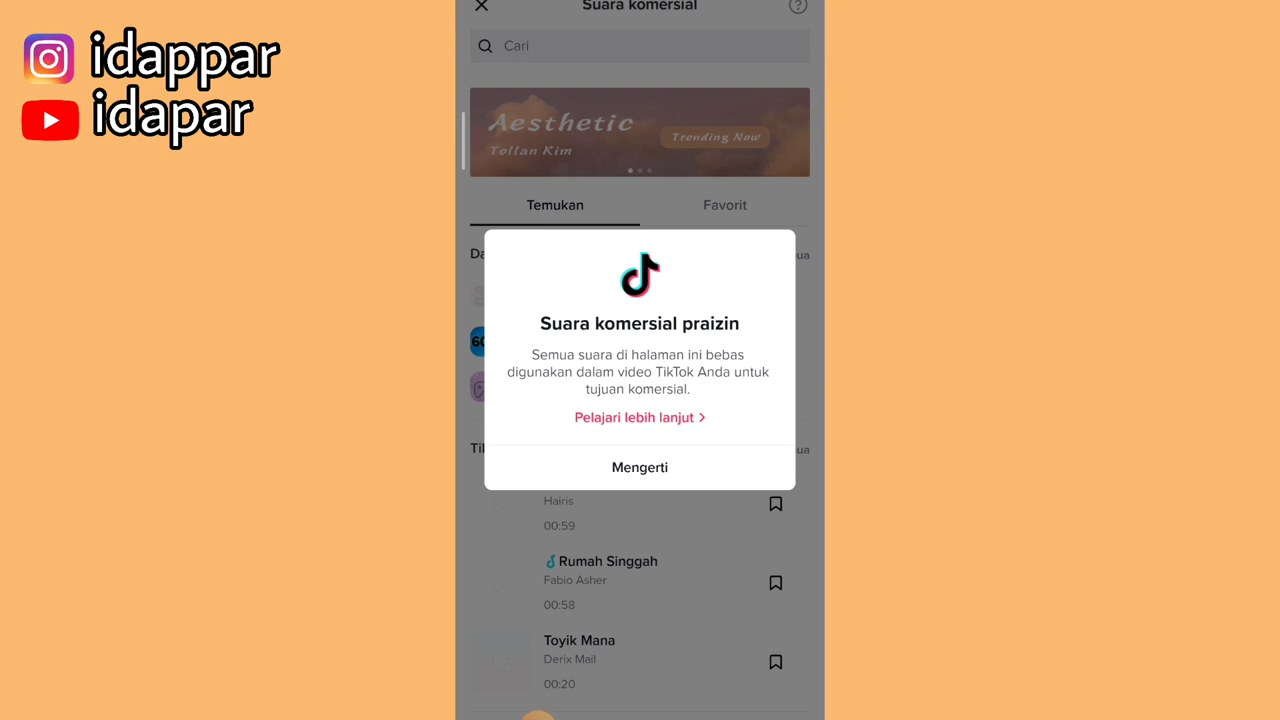 idappar
idapar
Suara komersial
Cari
Aesthetic
Tollan Kim
Trending Now
Temukan
Favorit
Suara komersial praizin
Semua suara di halaman ini bebas
digunakan dalam video TikTok Anda untuk
tujuan komersial.
Pelajari lebih lanjut >
Mengerti
Hairis
00:59
Rumah Singgah
Fabio Asher
00:58
Toyik Mana
Derix Mail
00:20